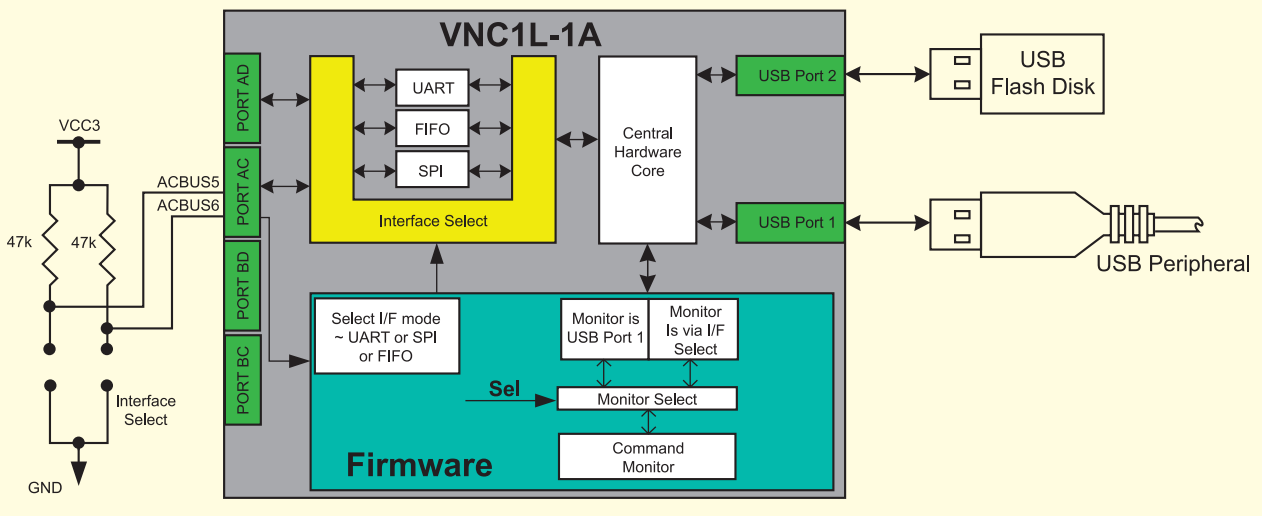 VNC1L-1A
PORT AD
PORT AC
PORT BD
PORT BC
VCC3
ACBUS5
ACBUS6
47k
47k
Interface
Select
GND
UART
FIFO
SPI
Interface Select
Central
Hardware
Core
USB Port 2
USB Port 1
USB
Flash Disk
USB Peripheral
Select I/F mode
~ UART or SPI
or FIFO
Monitor is
USB Port 1
Monitor
Is via I/F
Select
Sel
Monitor Select
Command
Monitor
Firmware